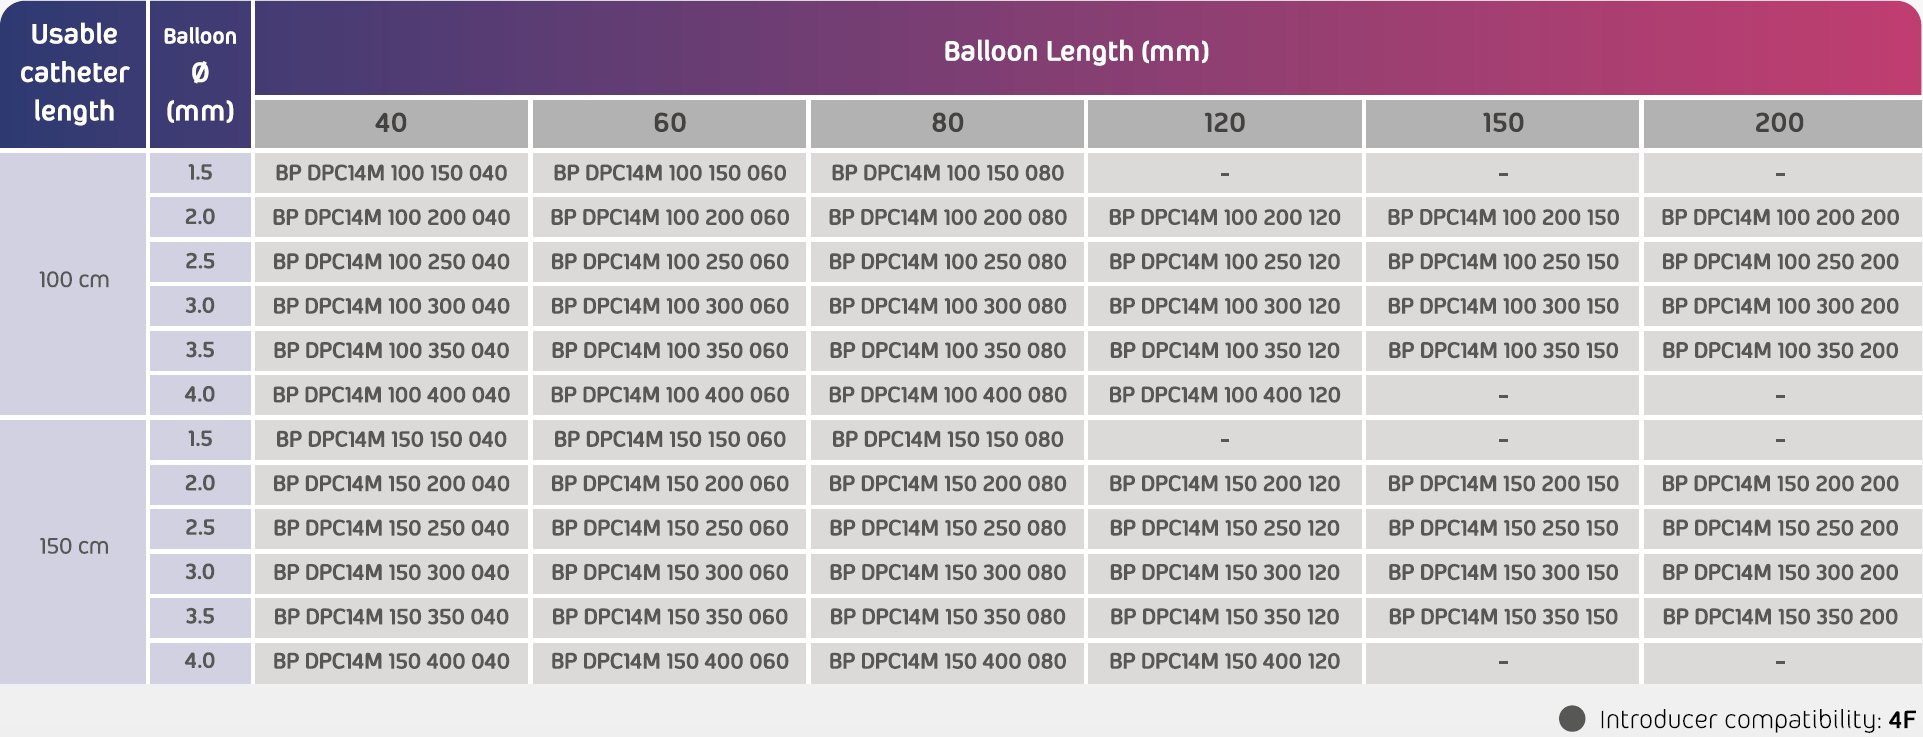 Usable catheter length
Balloon Ø (mm)
Balloon Length (mm)
40 60 80 120 150 200
100 cm
1.5 BP DPC14M 100 150 040 BP DPC14M 100 150 060 BP DPC14M 100 150 080 - - -
2.0 BP DPC14M 100 200 040 BP DPC14M 100 200 060 BP DPC14M 100 200 080 BP DPC14M 100 200 120 BP DPC14M 100 200 150 BP DPC14M 100 200 200
2.5 BP DPC14M 100 250 040 BP DPC14M 100 250 060 BP DPC14M 100 250 080 BP DPC14M 100 250 120 BP DPC14M 100 250 150 BP DPC14M 100 250 200
3.0 BP DPC14M 100 300 040 BP DPC14M 100 300 060 BP DPC14M 100 300 080 BP DPC14M 100 300 120 BP DPC14M 100 300 150 BP DPC14M 100 300 200
3.5 BP DPC14M 100 350 040 BP DPC14M 100 350 060 BP DPC14M 100 350 080 BP DPC14M 100 350 120 BP DPC14M 100 350 150 BP DPC14M 100 350 200
4.0 BP DPC14M 100 400 040 BP DPC14M 100 400 060 BP DPC14M 100 400 080 BP DPC14M 100 400 120 - -
150 cm
1.5 BP DPC14M 150 150 040 BP DPC14M 150 150 060 BP DPC14M 150 150 080 - - -
2.0 BP DPC14M 150 200 040 BP DPC14M 150 200 060 BP DPC14M 150 200 080 BP DPC14M 150 200 120 BP DPC14M 150 200 150 BP DPC14M 150 200 200
2.5 BP DPC14M 150 250 040 BP DPC14M 150 250 060 BP DPC14M 150 250 080 BP DPC14M 150 250 120 BP DPC14M 150 250 150 BP DPC14M 150 250 200
3.0 BP DPC14M 150 300 040 BP DPC14M 150 300 060 BP DPC14M 150 300 080 BP DPC14M 150 300 120 BP DPC14M 150 300 150 BP DPC14M 150 300 200
3.5 BP DPC14M 150 350 040 BP DPC14M 150 350 060 BP DPC14M 150 350 080 BP DPC14M 150 350 120 BP DPC14M 150 350 150 BP DPC14M 150 350 200
4.0 BP DPC14M 150 400 040 BP DPC14M 150 400 060 BP DPC14M 150 400 080 BP DPC14M 150 400 120 - -
Introducer compatibility: 4F